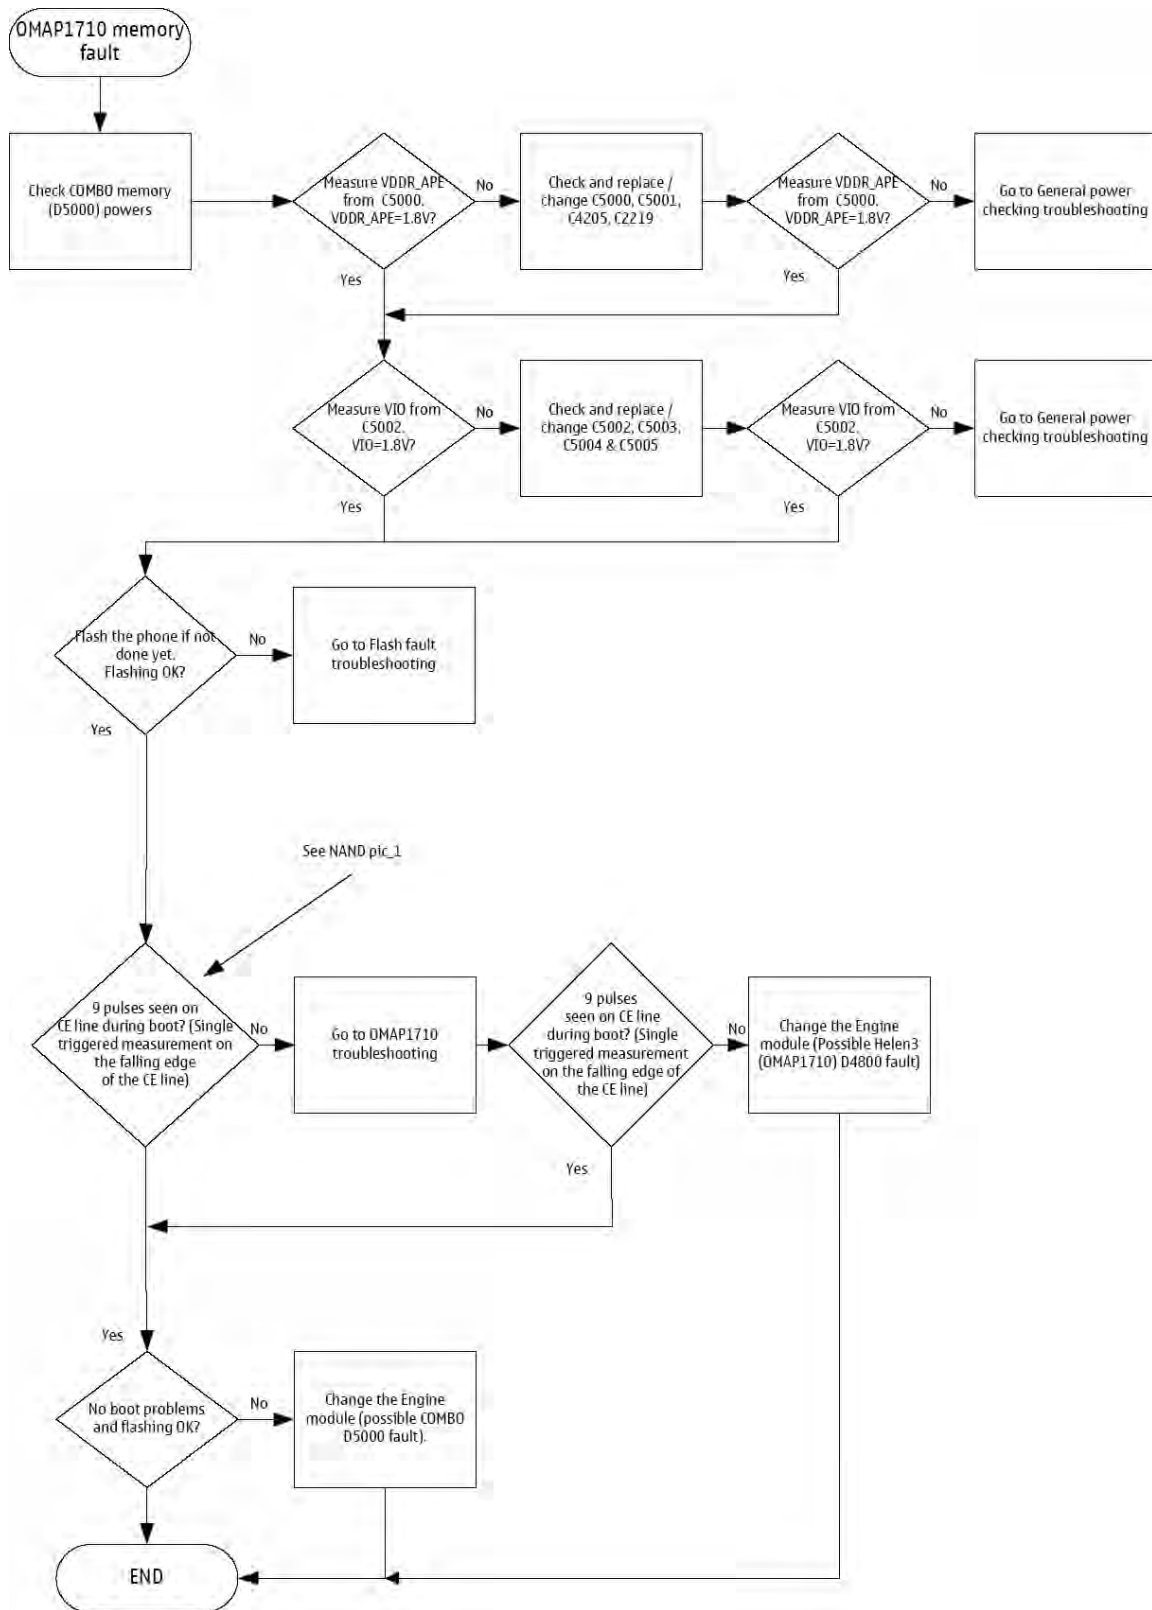 OMAP1710 memory
fault
Check COMBO memory
(D5000) powers
Measure VDDR_APE
from C5000.
VDDR_APE=1.8V?
No
Yes
Check and replace /
change C5000, C5001,
C4205, C2219
Measure VDDR_APE
from C5000.
VDDR_APE=1.8V?
No
Yes
Go to General power
checking troubleshooting
Measure VIO from
C5002.
VIO=1.8V?
No
Yes
Check and replace /
change C5002, C5003,
C5004 & C5005
Measure VIO from
C5002.
VIO=1.8V?
No
Yes
Go to General power
checking troubleshooting
Flash the phone if not
done yet.
Flashing OK?
No
Yes
Go to Flash fault
troubleshooting
See NAND pic_1
9 pulses seen on
CE line during boot? (Single
triggered measurement on
the falling edge
of the CE line)
No
Go to OMAP1710
troubleshooting
9 pulses
seen on CE line
during boot? (Single
triggered measurement
on the falling edge of
the CE line)
No
Yes
Change the Engine
module (Possible Helen3
(OMAP1710) D4800 fault)
Yes
No boot problems
and flashing OK?
No
Change the Engine
module (possible COMBO
D5000 fault).
END